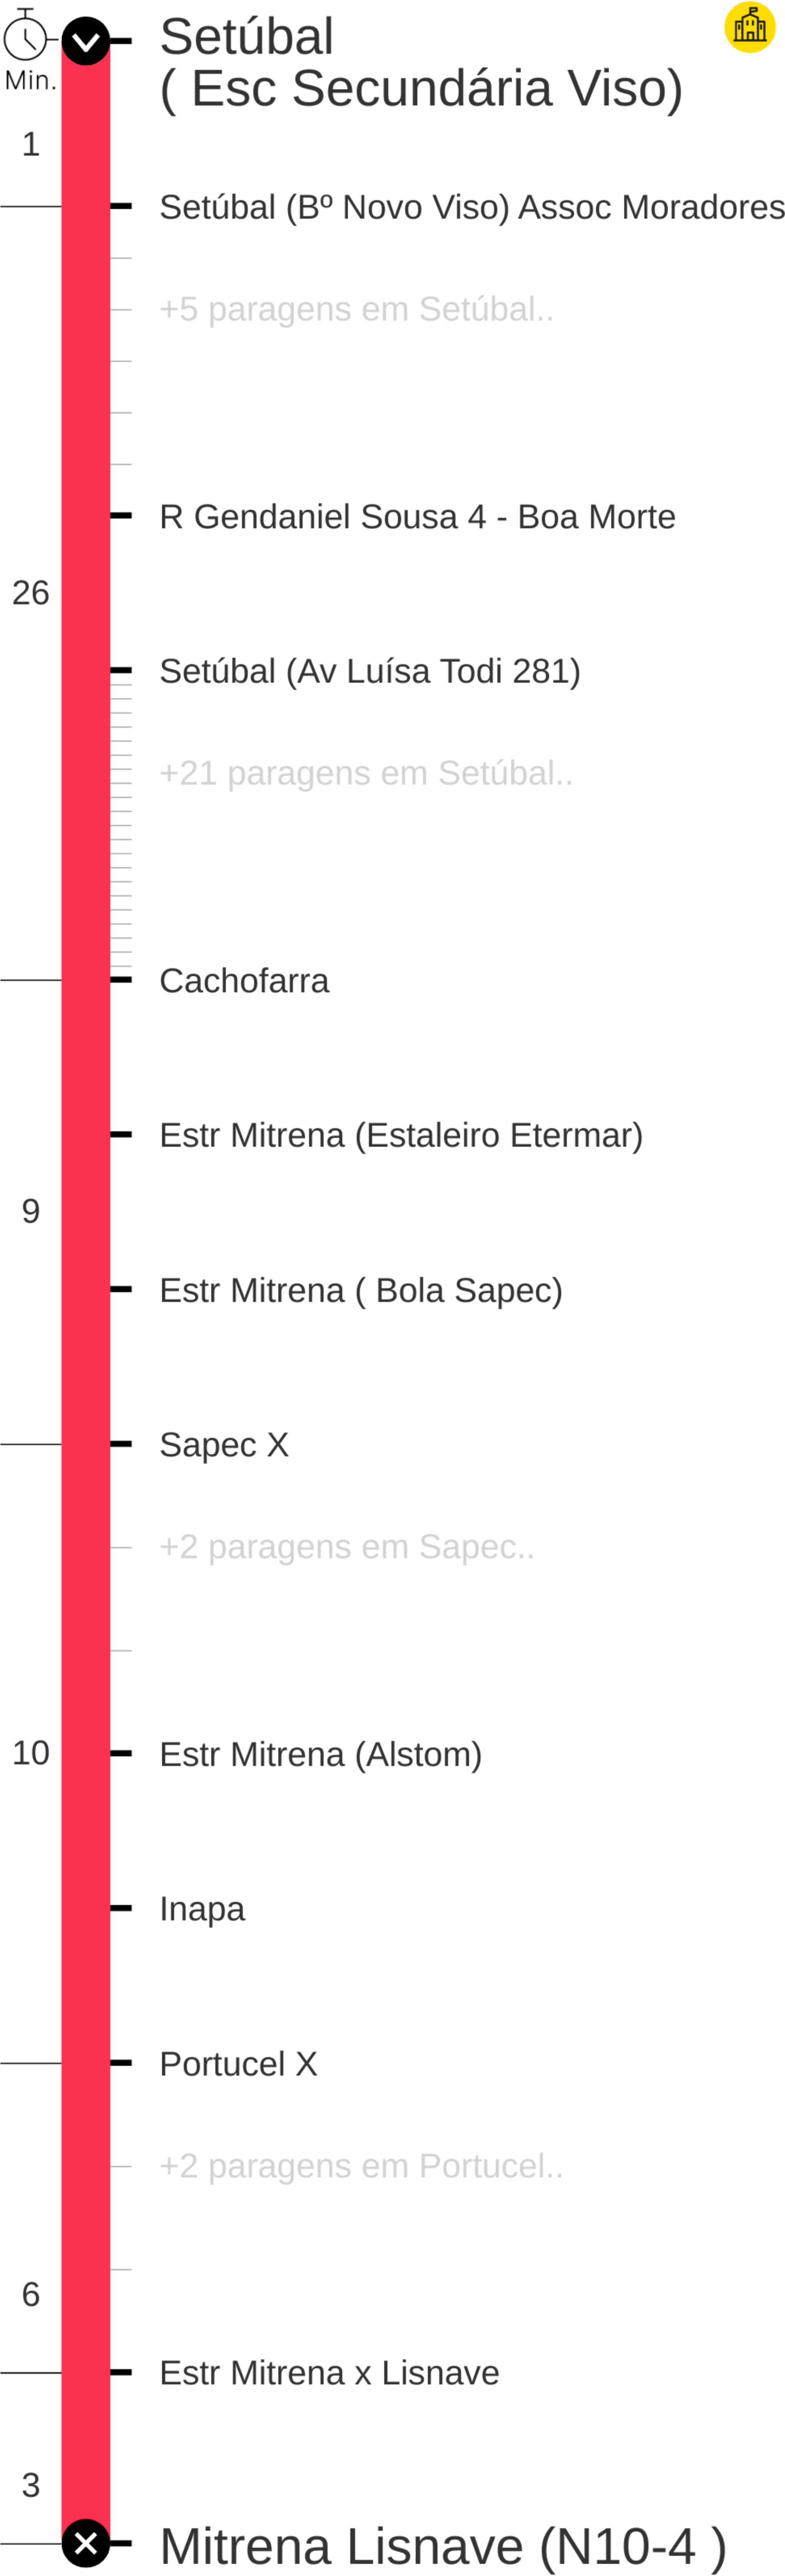 Setúbal
( Esc Secundária Viso)
Min.
1
Setúbal (Bº Novo Viso) Assoc Moradores
+5 paragens em Setúbal..
R Gendaniel Sousa 4 - Boa Morte
26
Setúbal (Av Luísa Todi 281)
+21 paragens em Setúbal..
Cachofarra
Estr Mitrena (Estaleiro Etermar)
9
Estr Mitrena ( Bola Sapec)
Sapec X
+2 paragens em Sapec..
10
Estr Mitrena (Alstom)
Inapa
Portucel X
+2 paragens em Portucel..
6
Estr Mitrena x Lisnave
3
Mitrena Lisnave (N10-4 )